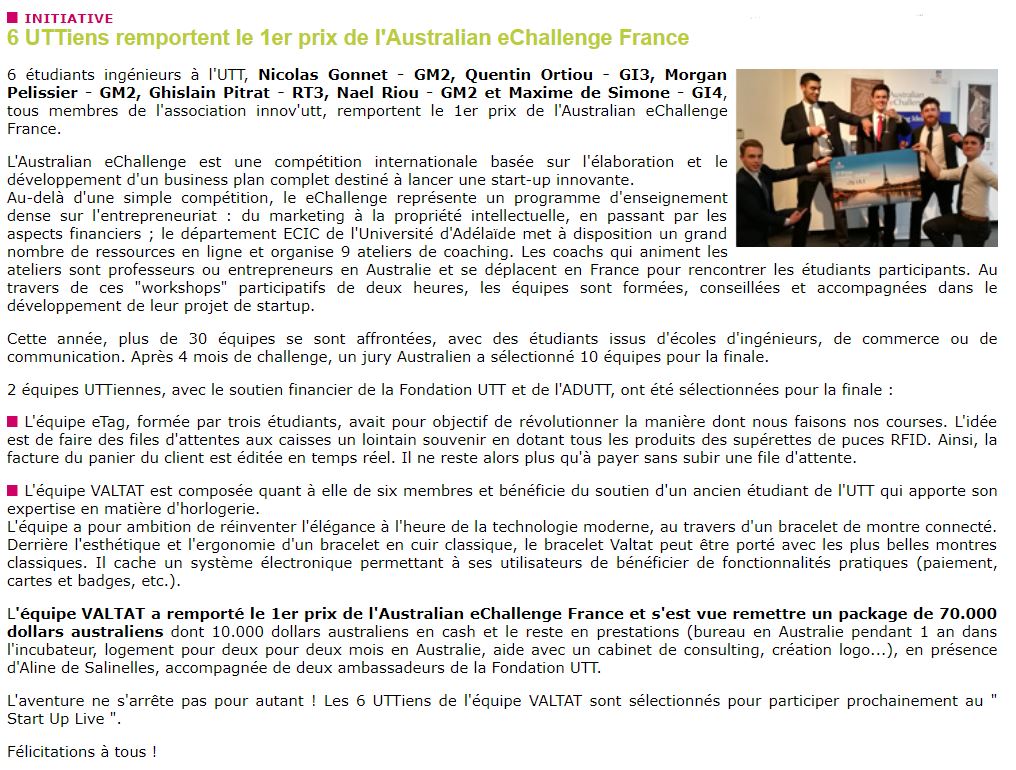 INITIATIVE
6 UTTiens remportent le 1er prix de l'Australian eChallenge France
6 étudiants ingénieurs à l'UTT, Nicolas Gonnet - GM2, Quentin Ortiou - GI3, Morgan
Pelissier - GM2, Ghislain Pitrat - RT3, Nael Riou - GM2 et Maxime de Simone - GI4,
tous membres de l'association innov'utt, remportent le 1er prix de l'Australian eChallenge
France.
L'Australian eChallenge est une compétition internationale basée sur l'élaboration et le
développement d'un business plan complet destiné à lancer une start-up innovante.
Au-delà d'une simple compétition, le eChallenge représente un programme d'enseignement
dense sur l'entrepreneuriat : du marketing à la propriété intellectuelle, en passant par les
aspects financiers ; le département ECIC de l'Université d'Adélaïde met à disposition un grand
nombre de ressources en ligne et organise 9 ateliers de coaching. Les coachs qui animent les
ateliers sont professeurs ou entrepreneurs en Australie et se déplacent en France pour rencontrer les étudiants participants. Au
travers de ces "workshops" participatifs de deux heures, les équipes sont formées, conseillées et accompagnées dans le
développement de leur projet de startup.
Cette année, plus de 30 équipes se sont affrontées, avec des étudiants issus d'écoles d'ingénieurs, de commerce ou de
communication. Après 4 mois de challenge, un jury Australien a sélectionné 10 équipes pour la finale.
2 équipes UTTiennes, avec le soutien financier de la Fondation UTT et de l'ADUTT, ont été sélectionnées pour la finale :
L'équipe eTag, formée par trois étudiants, avait pour objectif de révolutionner la manière dont nous faisons nos courses. L'idée
est de faire des files d'attentes aux caisses un lointain souvenir en dotant tous les produits des supérettes de puces RFID. Ainsi, la
facture du panier du client est éditée en temps réel. Il ne reste alors plus qu'à payer sans subir une file d'attente.
L'équipe VALTAT est composée quant à elle de six membres et bénéficie du soutien d'un ancien étudiant de l'UTT qui apporte son
expertise en matière d'horlogerie.
L'équipe a pour ambition de réinventer l'élégance à l'heure de la technologie moderne, au travers d'un bracelet de montre connecté.
Derrière l'esthétique et l'ergonomie d'un bracelet en cuir classique, le bracelet Valtat peut être porté avec les plus belles montres
classiques. Il cache un système électronique permettant à ses utilisateurs de bénéficier de fonctionnalités pratiques (paiement,
cartes et badges, etc.).
L'équipe VALTAT a remporté le 1er prix de l'Australian eChallenge France et s'est vue remettre un package de 70.000
dollars australiens dont 10.000 dollars australiens en cash et le reste en prestations (bureau en Australie pendant 1 an dans
l'incubateur, logement pour deux pour deux mois en Australie, aide avec un cabinet de consulting, création logo...), en présence
d'Aline de Salinelles, accompagnée de deux ambassadeurs de la Fondation UTT.
L'aventure ne s'arrête pas pour autant ! Les 6 UTTiens de l'équipe VALTAT sont sélectionnés pour participer prochainement au "
Start Up Live ".
Félicitations à tous !